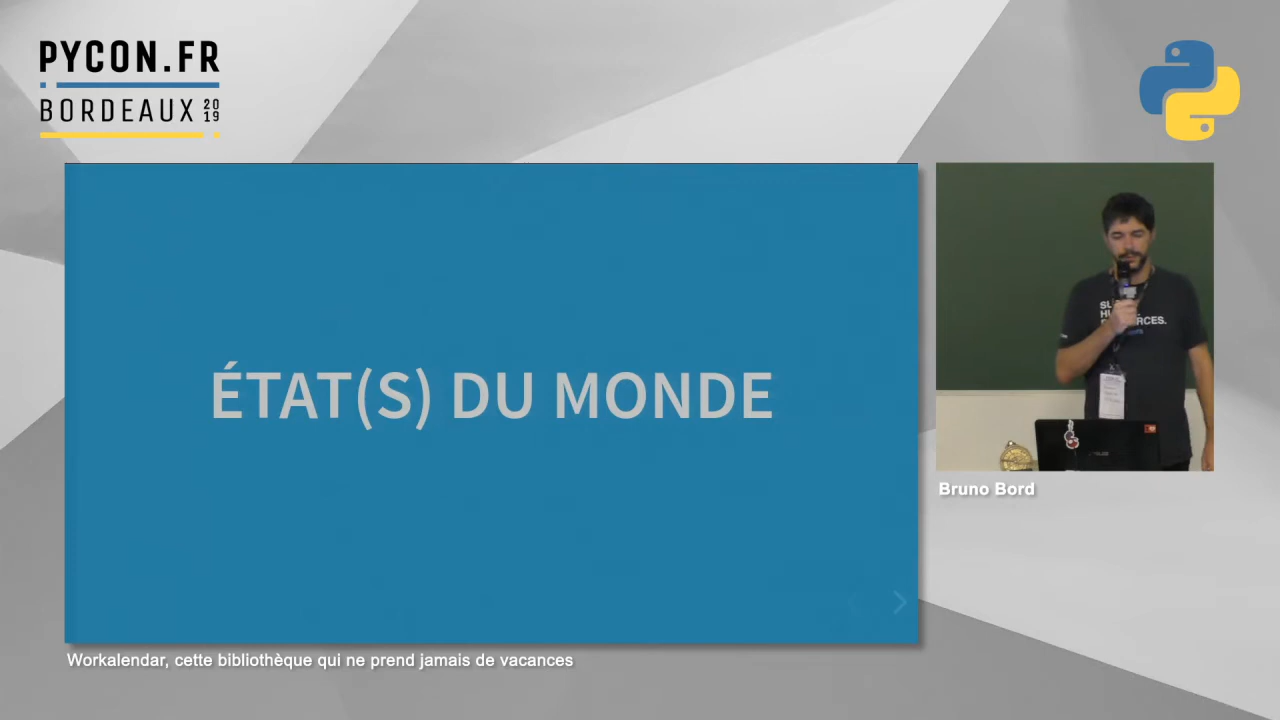 PYCON.FR
BORDEAUX 2019
ÉTAT(S) DU MONDE
Bruno Bord
Workalendar, cette bibliothèque qui ne prend jamais de vacances